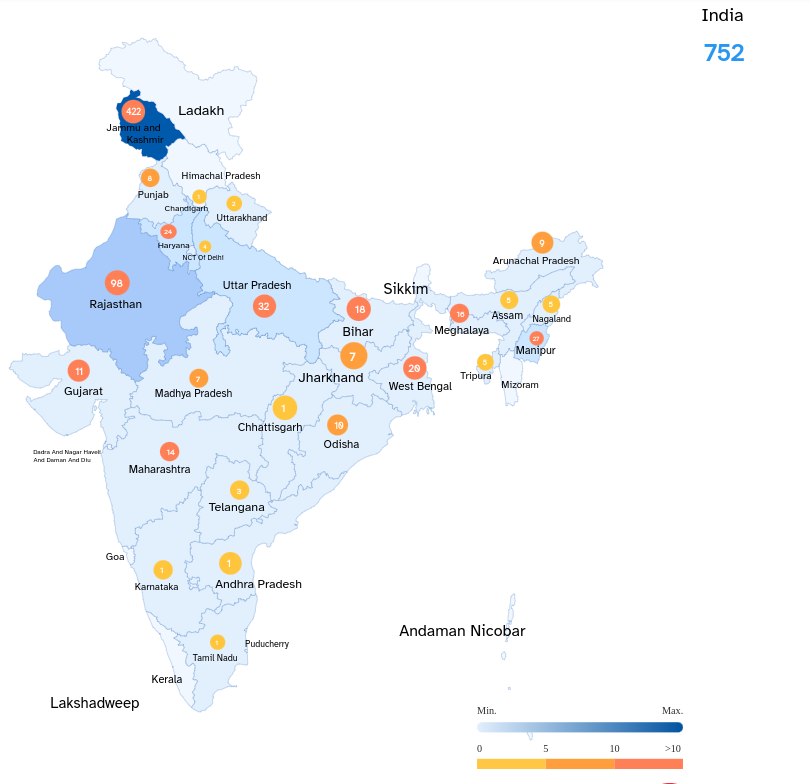 India
752
Ladakh
422
Jammu and
Kashmir
Himachal Pradesh
8
Punjab
1
Chandigarh
2
Uttarakhand
24
Haryana
4
NCT Of Delhi
9
Arunachal Pradesh
98
Rajasthan
Uttar Pradesh
32
Sikkim
18
Bihar
16
Meghalaya
5
Assam
5
Nagaland
27
Manipur
11
Gujarat
7
Madhya Pradesh
7
Jharkhand
20
West Bengal
5
Tripura
Mizoram
1
Chhattisgarh
10
Odisha
Dadra And Nagar Haveli
And Daman And Diu
14
Maharashtra
3
Telangana
Goa
1
Karnataka
1
Andhra Pradesh
Andaman Nicobar
1
Tamil Nadu
Puducherry
Kerala
Lakshadweep
Min. Max.
0 5 10 >10